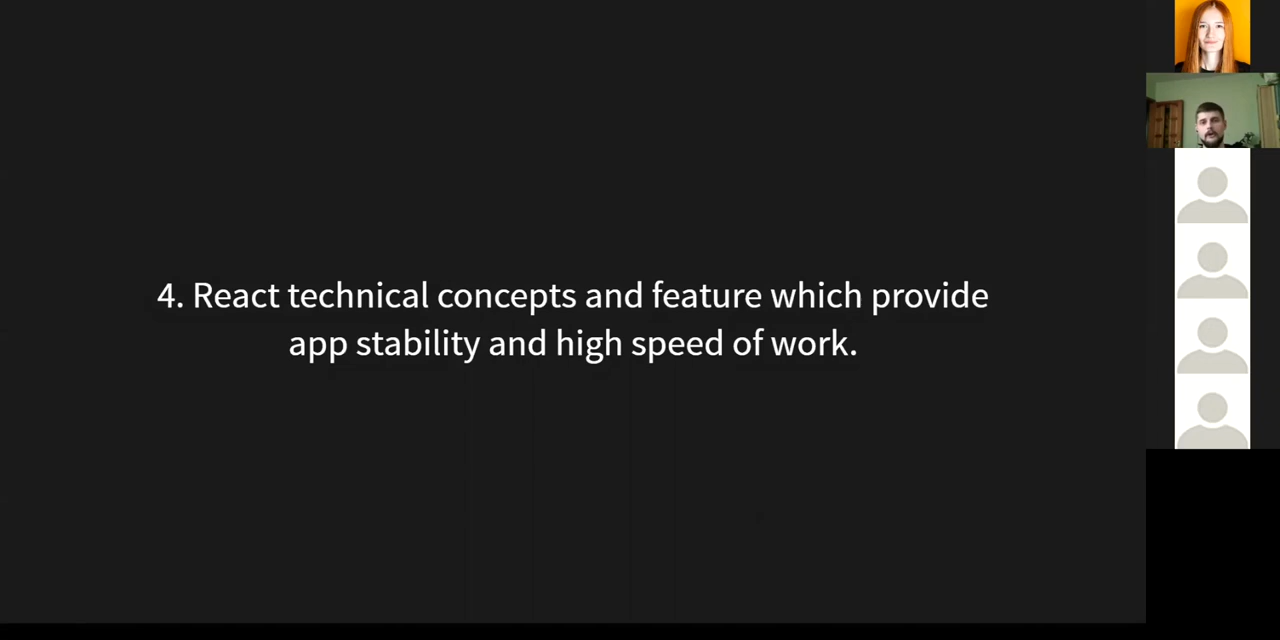 4. React technical concepts and feature which provide
app stability and high speed of work.